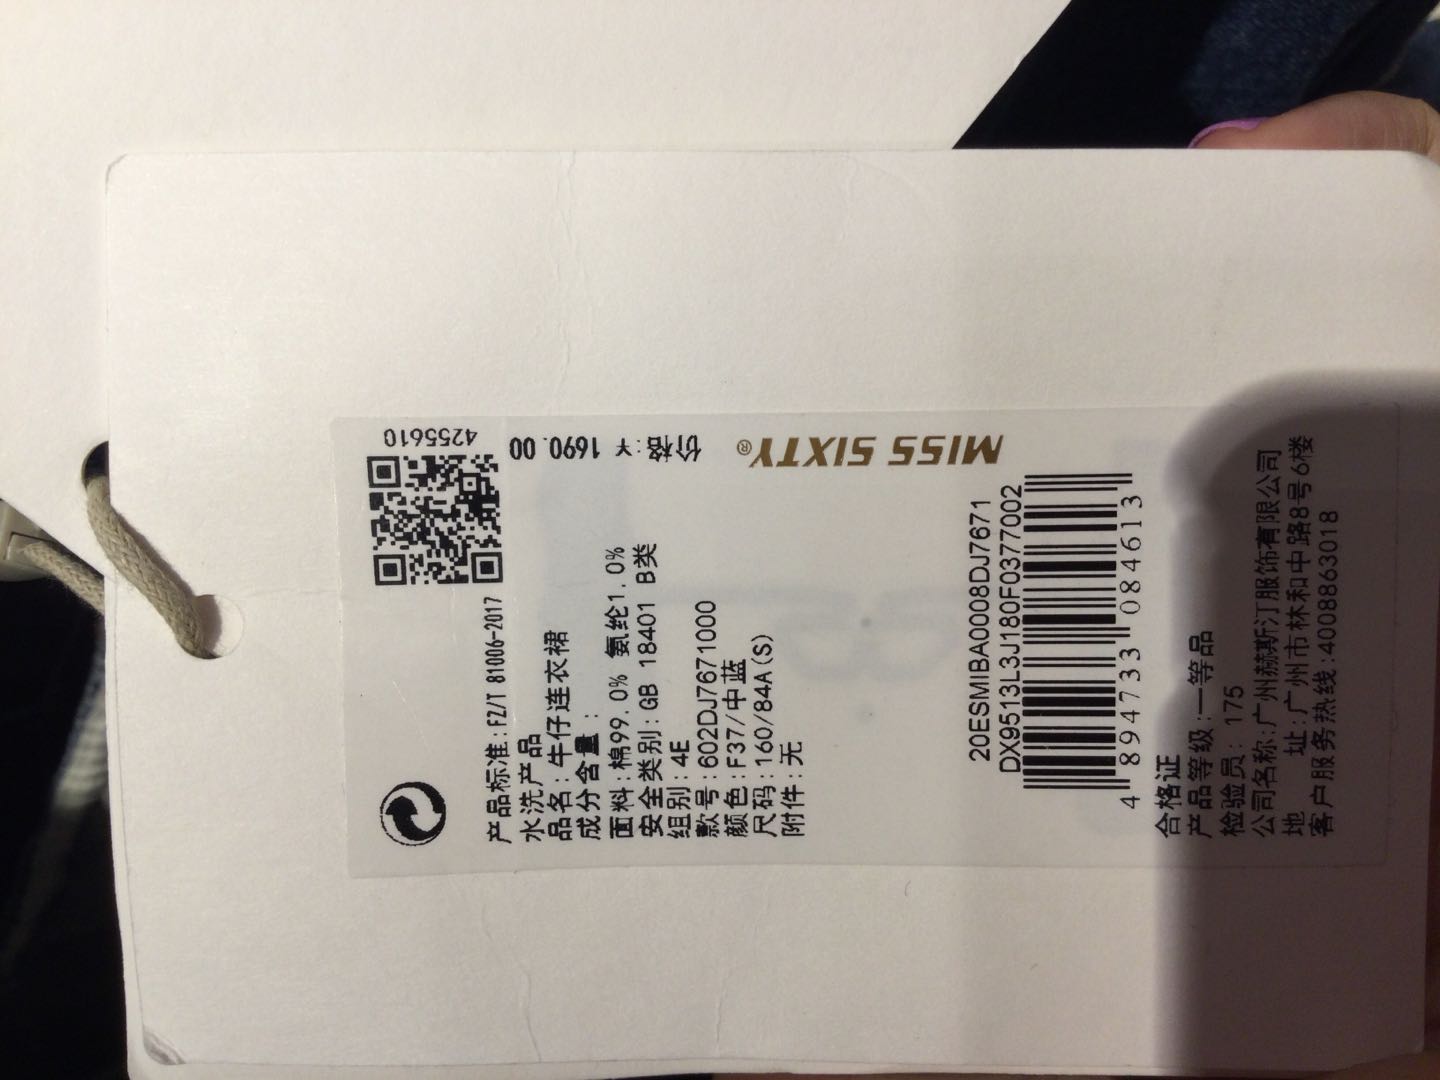 4255610
产品标准:FZ/T 81006-2017
水洗产品
品名:牛仔连衣裙
成分含量:
面料:棉99.0% 氨纶1.0%
安全类别:GB 18401 B类
组别:4E
款号:602DJ7671000
颜色:F37/中蓝
尺码:160/84A(S)
附件:无
价格:¥ 1690.00
MISS SIXTY®
20ESMIBA0008DJ7671
DX9513L3J180F0377002
4 894733 084613
合格证
产品等级:一等品
检验员: 175
公司名称:广州赫斯汀服饰有限公司
地 址:广州市林和中路8号6楼
客户服务热线:4008863018